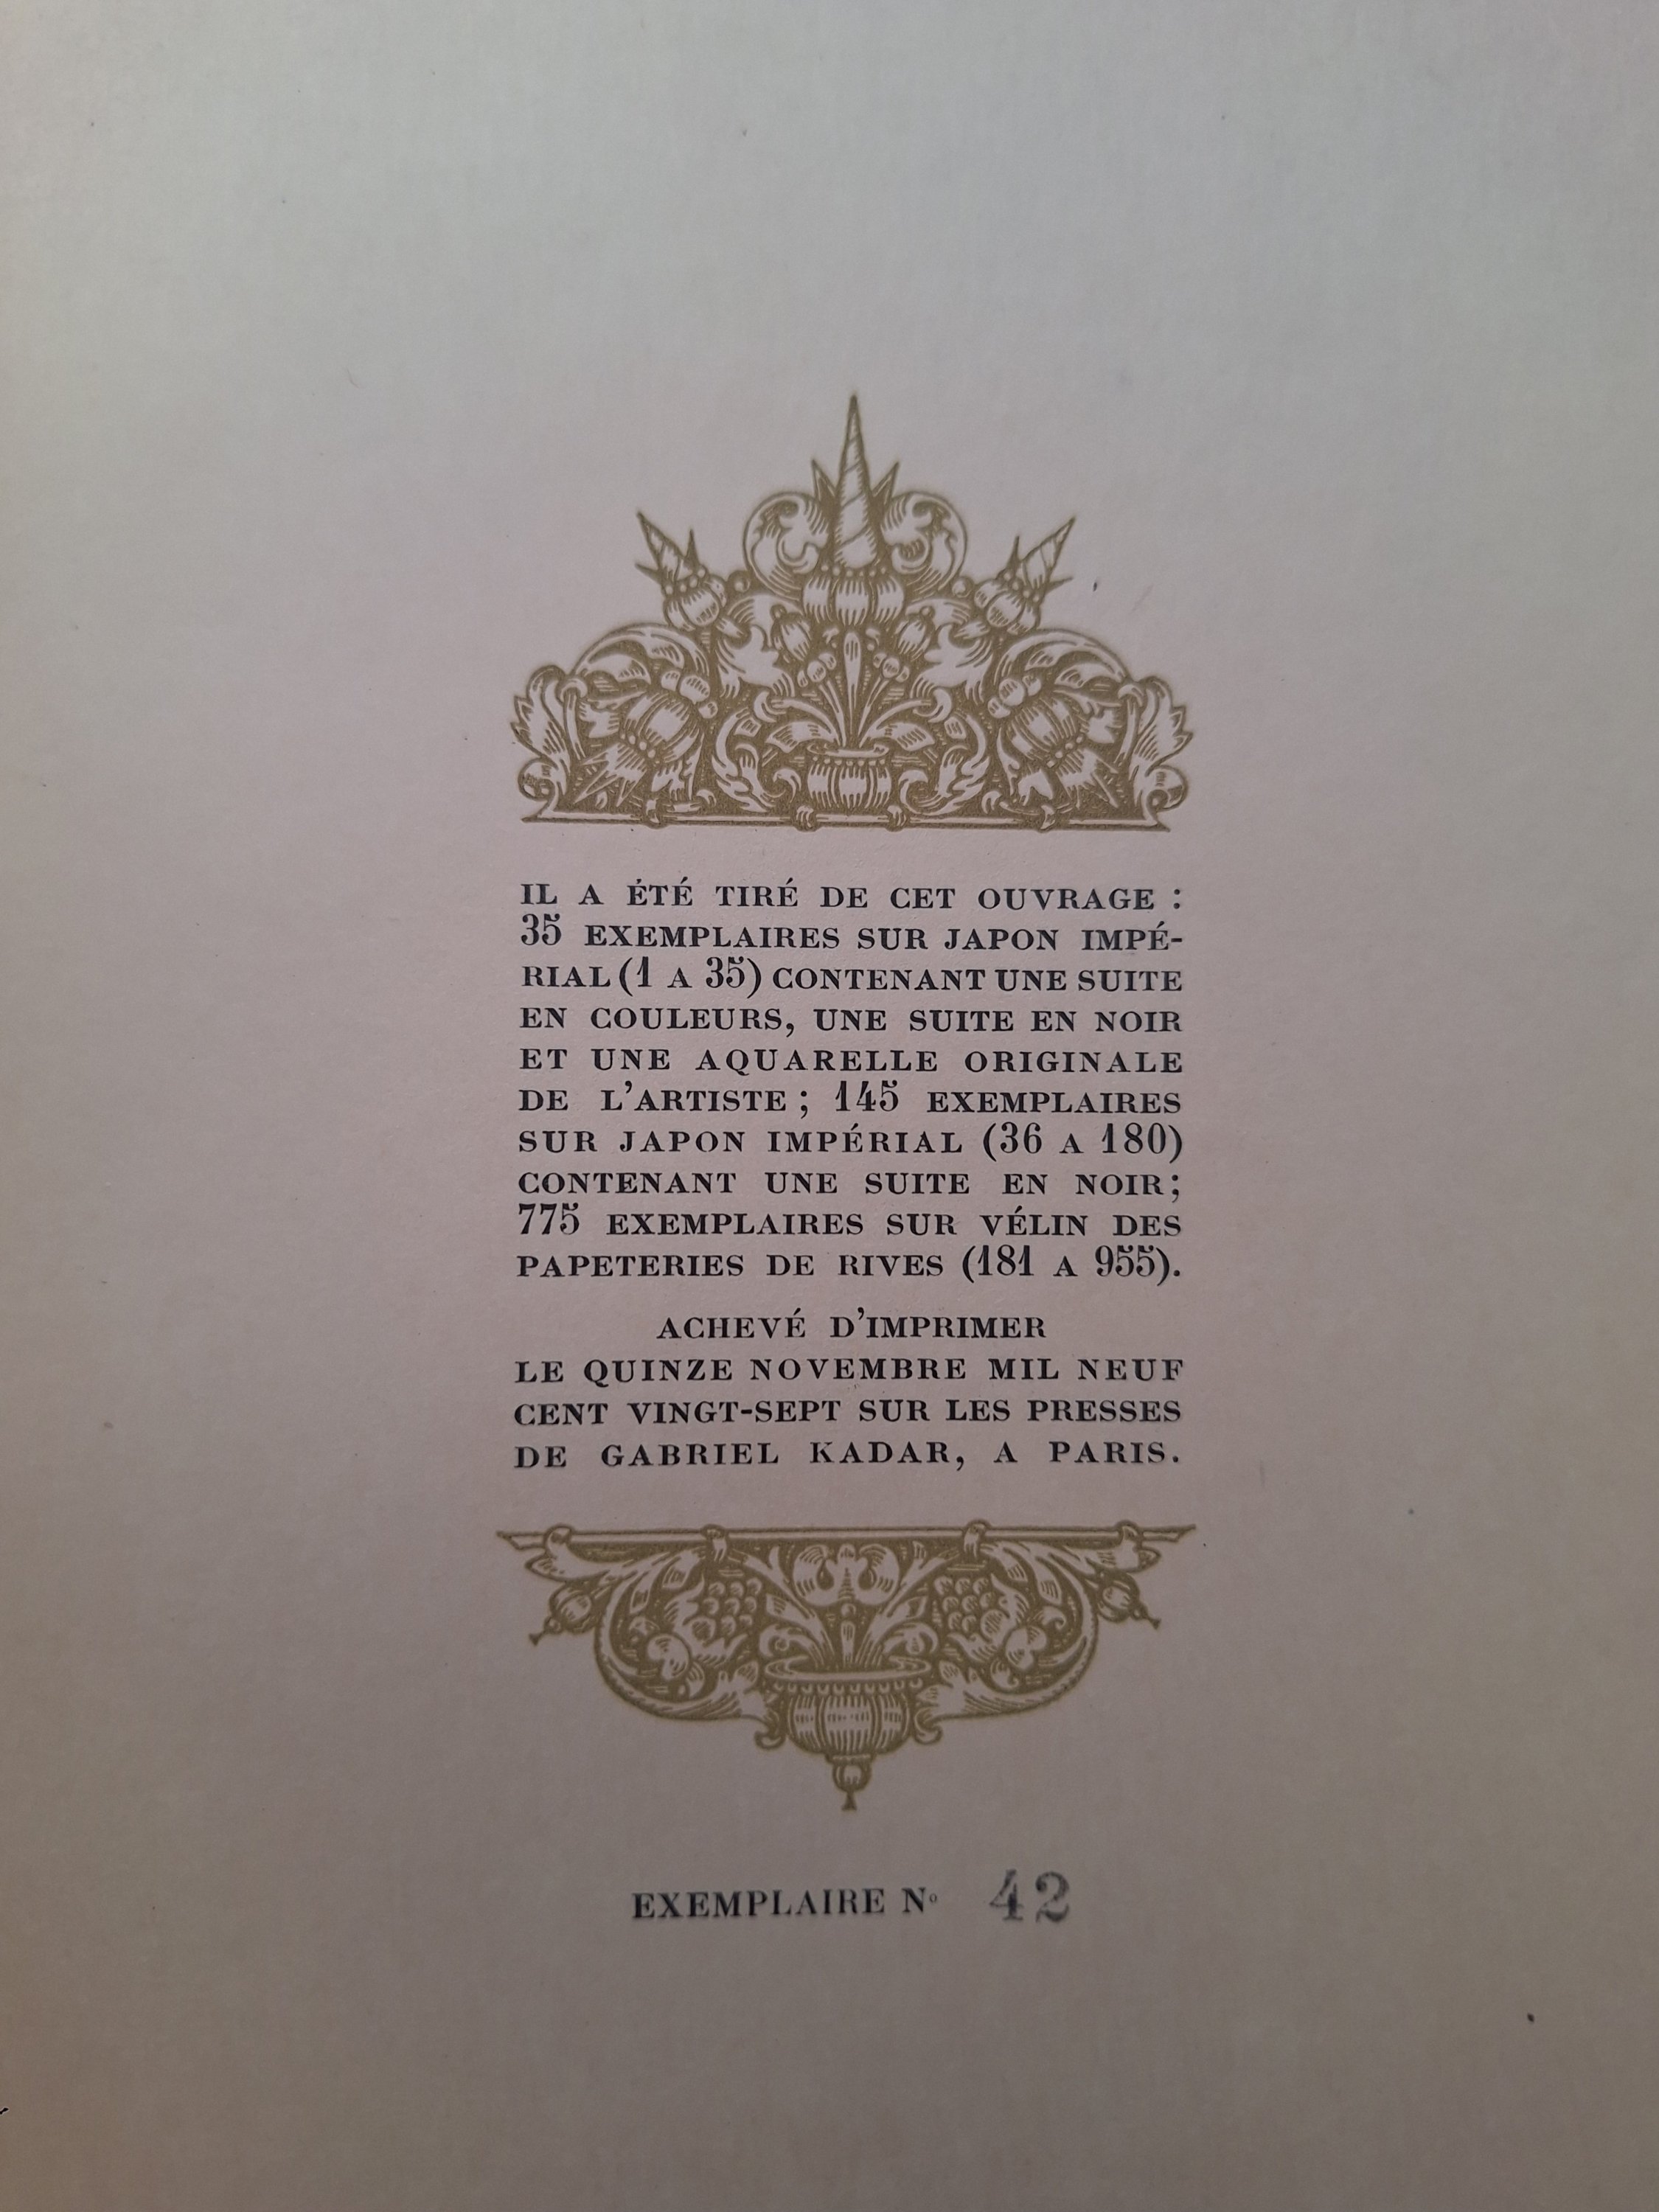 IL A ÉTÉ TIRÉ DE CET OUVRAGE :
35 EXEMPLAIRES SUR JAPON IMPÉ-
RIAL (1 A 35) CONTENANT UNE SUITE
EN COULEURS, UNE SUITE EN NOIR
ET UNE AQUARELLE ORIGINALE
DE L'ARTISTE ; 145 EXEMPLAIRES
SUR JAPON IMPÉRIAL (36 A 180)
CONTENANT UNE SUITE EN NOIR ;
775 EXEMPLAIRES SUR VÉLIN DES
PAPETERIES DE RIVES (181 A 955).
ACHEVÉ D'IMPRIMER
LE QUINZE NOVEMBRE MIL NEUF
CENT VINGT-SEPT SUR LES PRESSES
DE GABRIEL KADAR, A PARIS.
EXEMPLAIRE N° 42